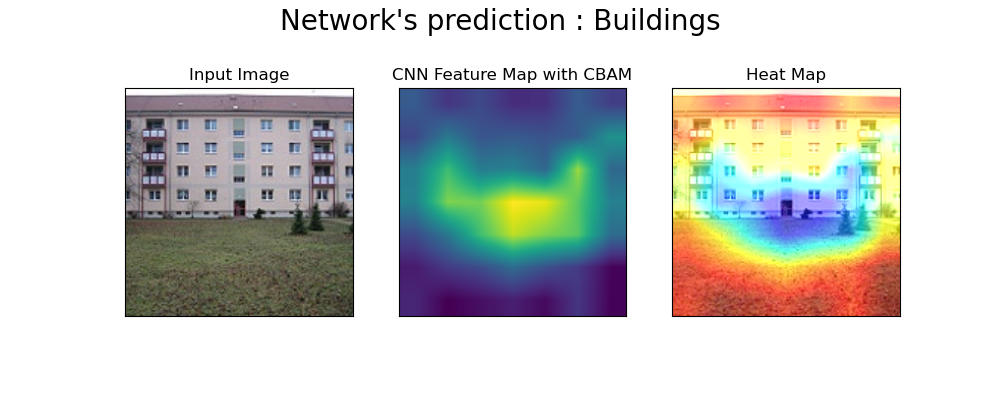 Network's prediction : Buildings
Input Image
CNN Feature Map with CBAM
Heat Map